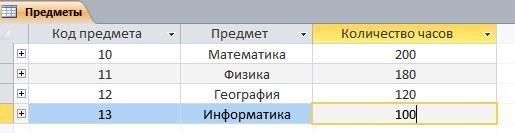 Предметы
Код предмета Предмет Количество часов
10 Математика 200
11 Физика 180
12 География 120
13 Информатика 100